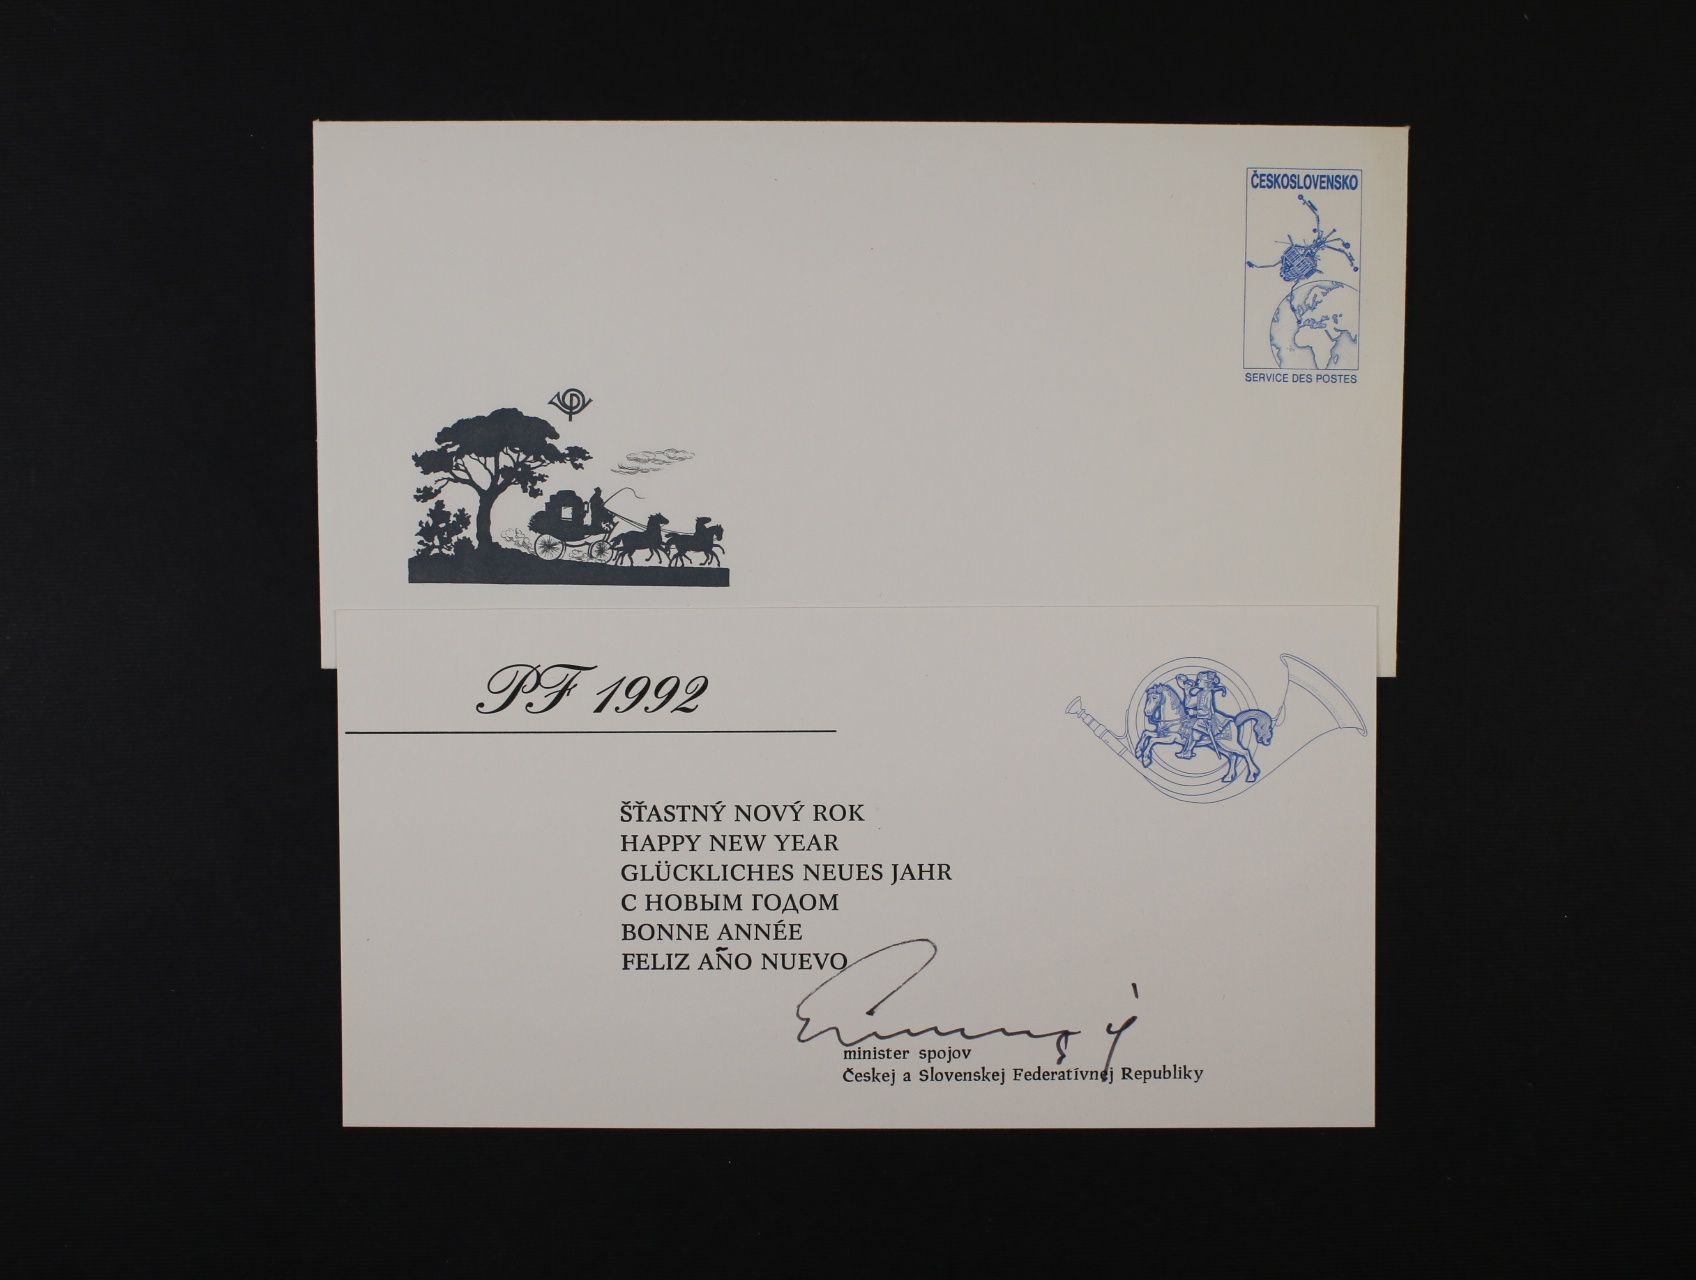 ČESKOSLOVENSKO
SERVICE DES POSTES
PF 1992
ŠŤASTNÝ NOVÝ ROK
HAPPY NEW YEAR
GLÜCKLICHES NEUES JAHR
С НОВЫМ ГОДОМ
BONNE ANNÉE
FELIZ AÑO NUEVO
minister spojov
Českej a Slovenskej Federatívnej Republiky